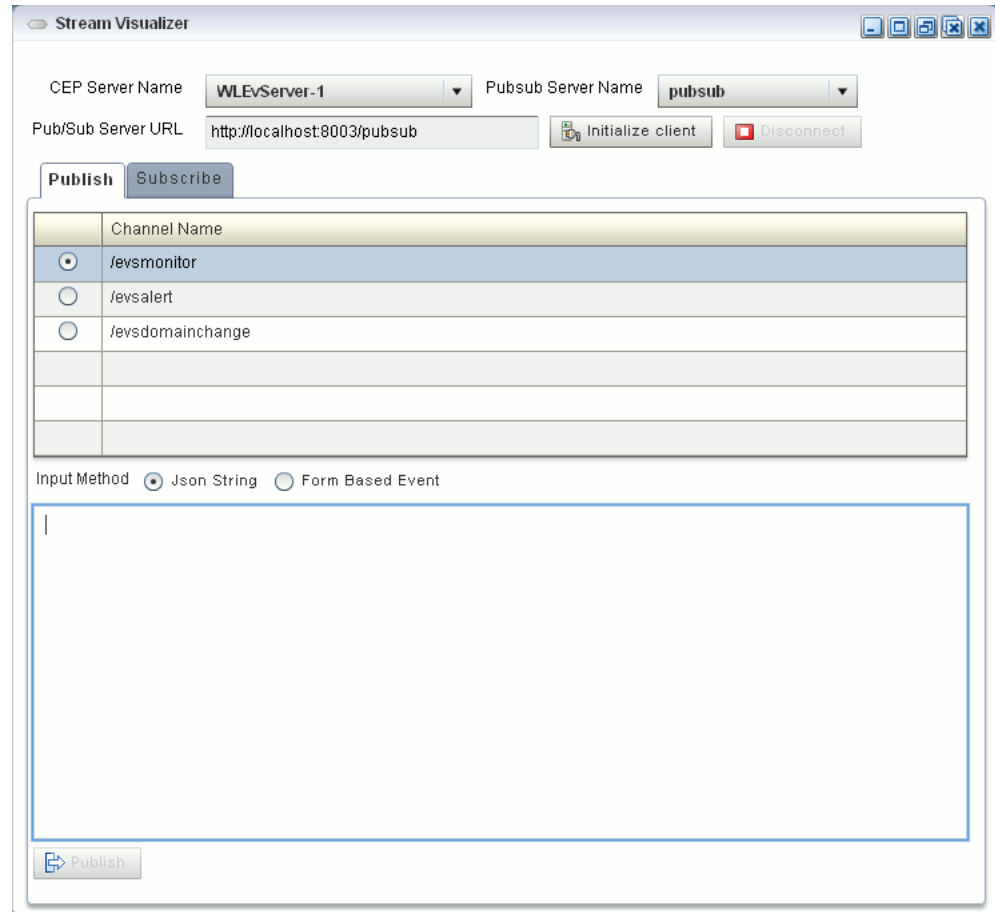 Stream Visualizer
CEP Server Name WLEvServer-1 Pubsub Server Name pubsub
Pub/Sub Server URL http://localhost:8003/pubsub Initialize client Disconnect
Publish Subscribe
Channel Name
/evsmonitor
/evsalert
/evsdomainchange
Input Method Json String Form Based Event
Publish